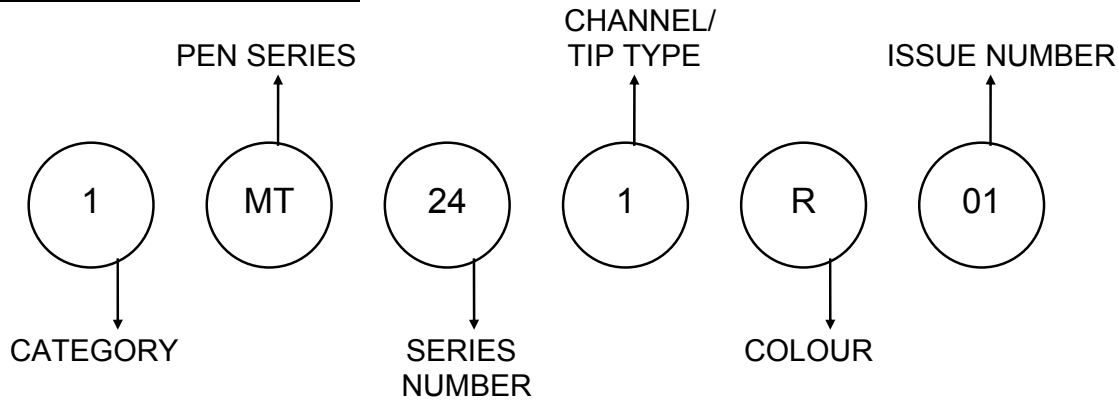 CHANNEL/
TIP TYPE
PEN SERIES
ISSUE NUMBER
1
MT
24
1
R
01
CATEGORY
SERIES
NUMBER
COLOUR